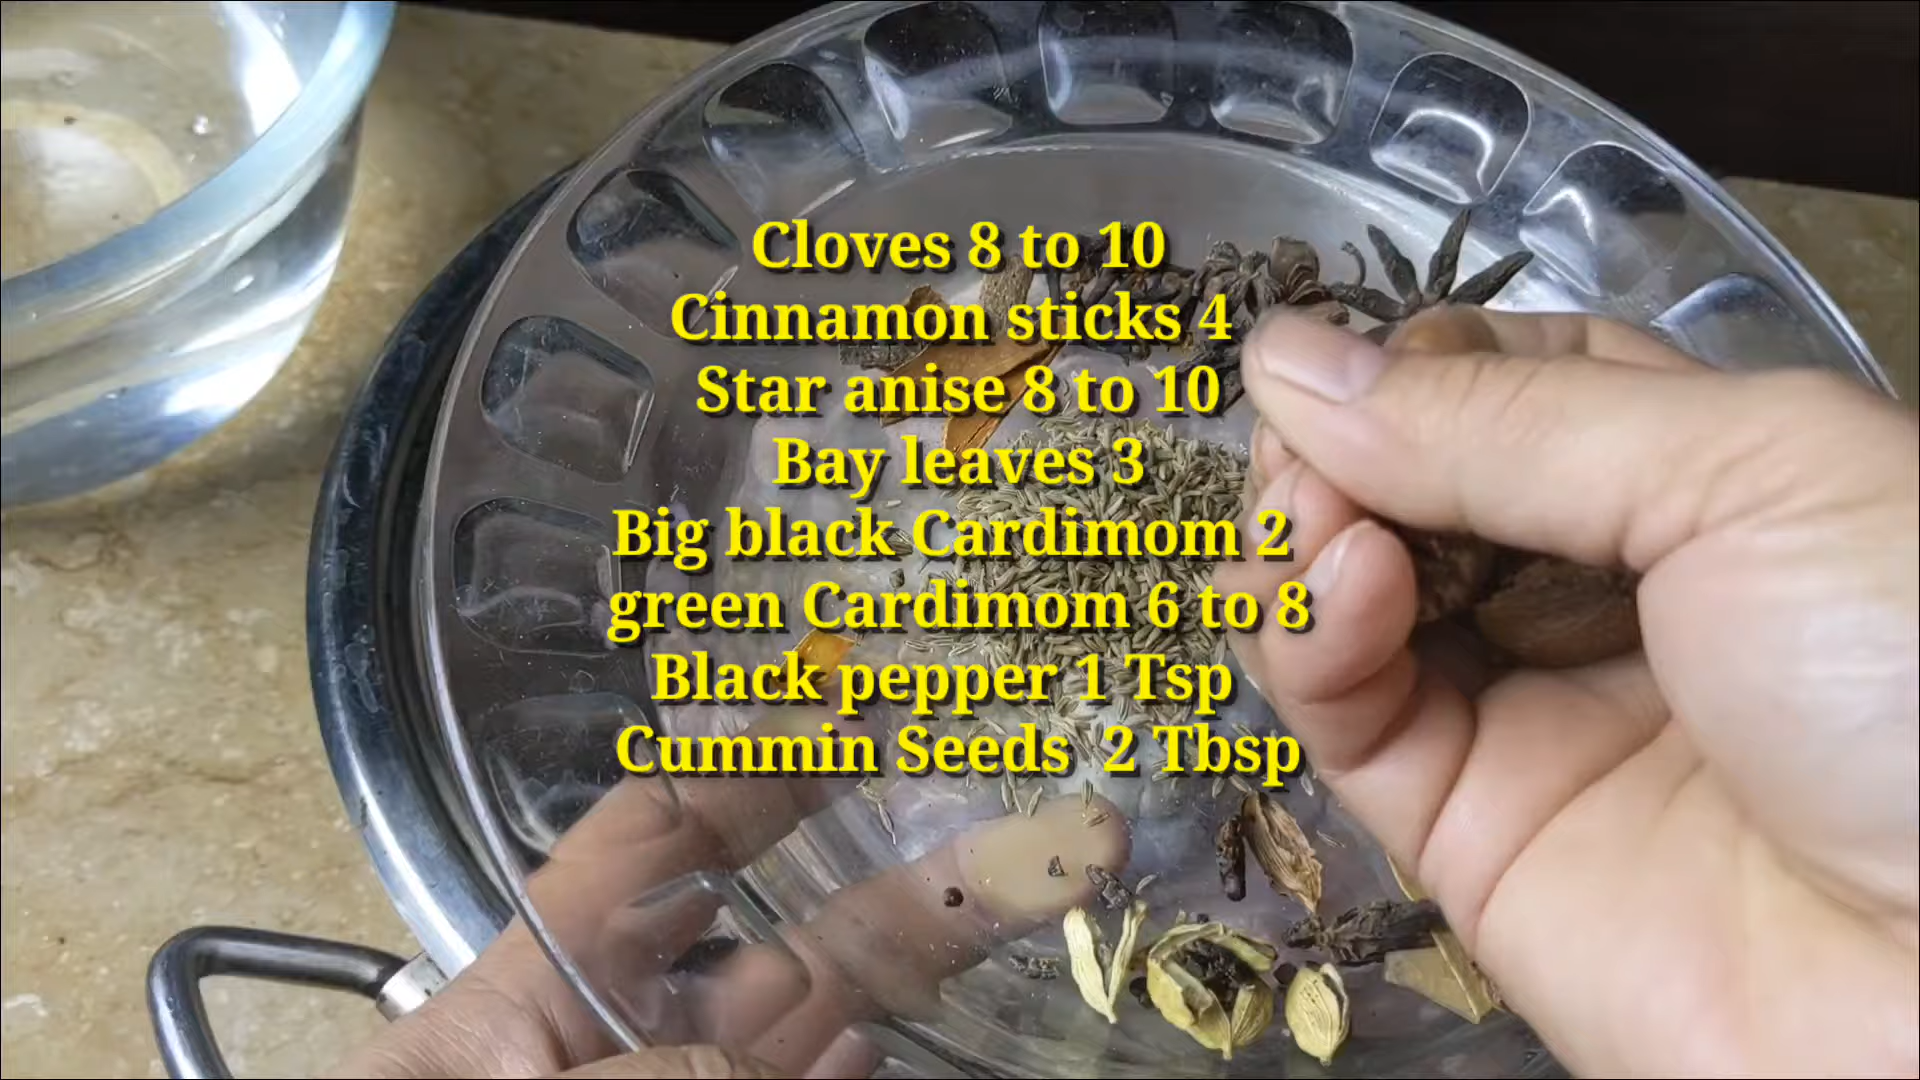 Cloves 8 to 10
Cinnamon sticks 4
Star anise 8 to 10
Bay leaves 3
Big black Cardimom 2
green Cardimom 6 to 8
Black pepper 1 Tsp
Cummin Seeds  2 Tbsp